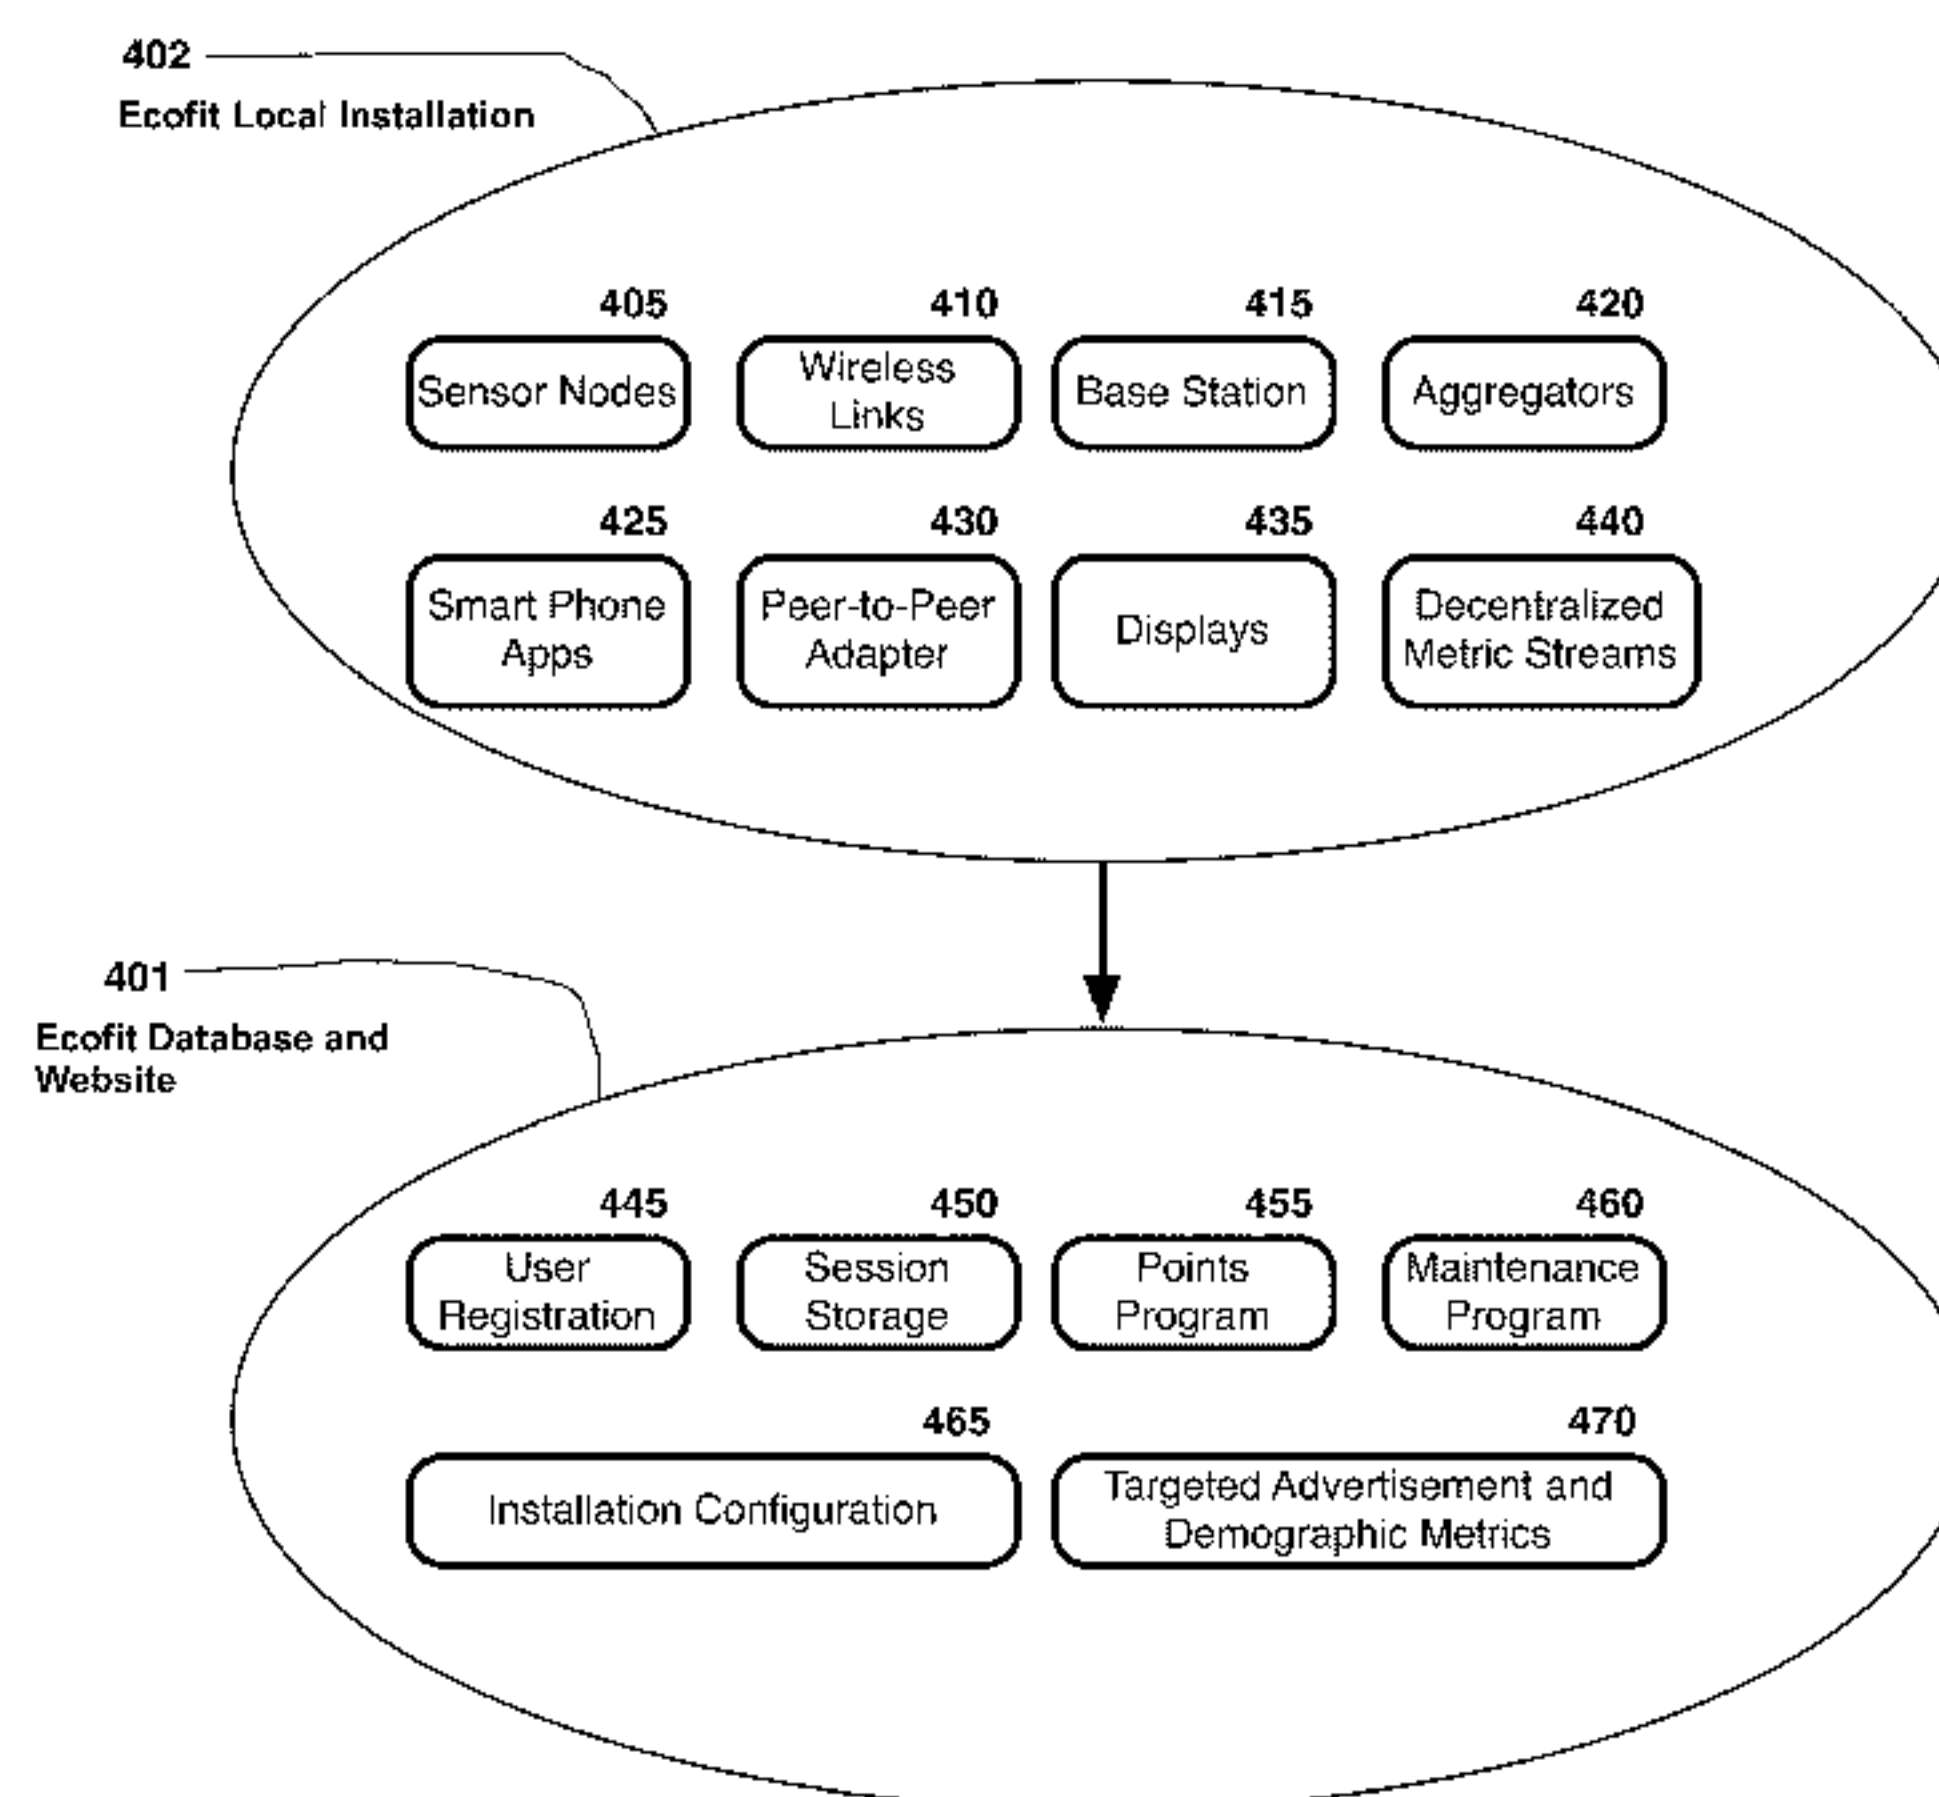 402
Ecofit Local Installation
405 410 415 420
Sensor Nodes
Wireless
Links
Base Station
Aggregators
425 430 435 440
Smart Phone
Apps
Peer-to-Peer
Adapter
Displays
Decentralized
Metric Streams
401
Ecofit Database and
Website
445 450 455 460
User
Registration
Session
Storage
Points
Program
Maintenance
Program
465 470
Installation Configuration
Targeted Advertisement and
Demographic Metrics